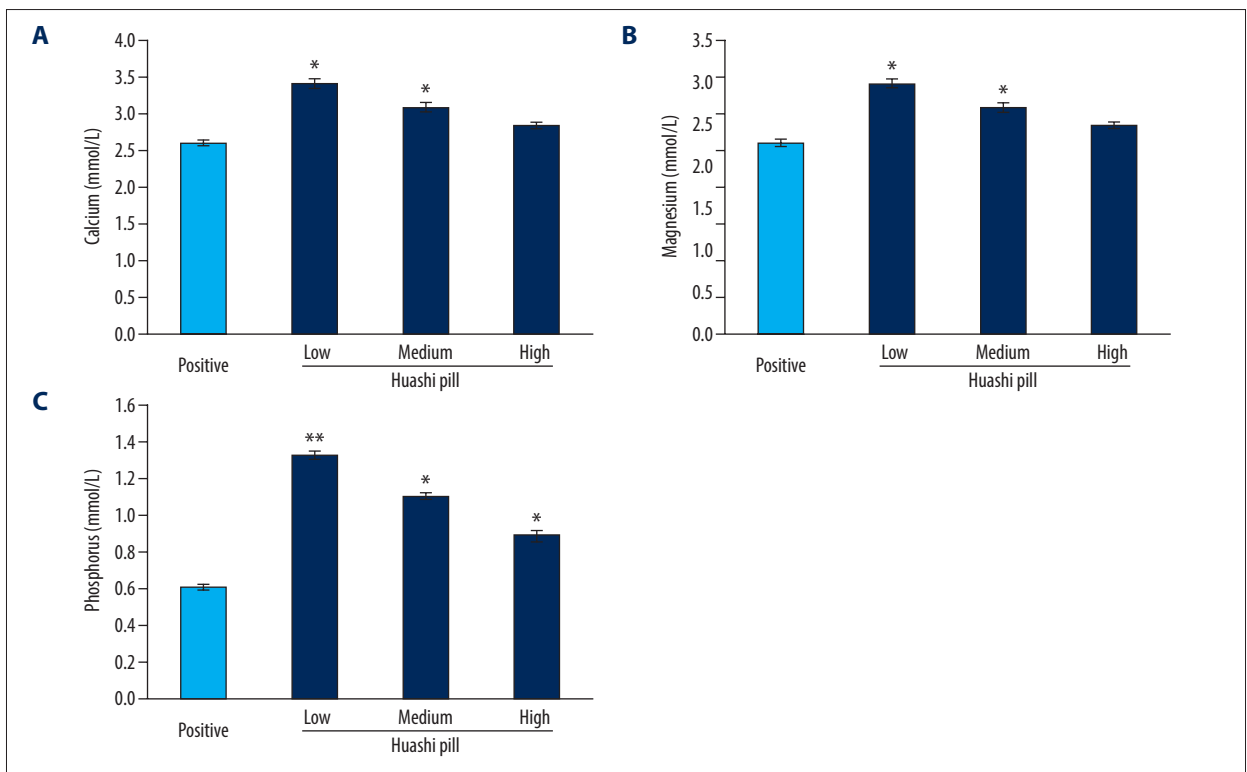 A
Calcium (mmol/L)
4.0
3.5
3.0
2.5
2.0
1.5
1.0
0.5
0.0
*
*
Positive
Low Medium High
Huashi pill
B
Magnesium (mmol/L)
3.5
3.0
2.5
2.0
1.5
1.0
0.5
0.0
*
*
Positive
Low Medium High
Huashi pill
C
Phosphorus (mmol/L)
1.6
1.4
1.2
1.0
0.8
0.6
0.4
0.2
0.0
**
*
*
Positive
Low Medium High
Huashi pill